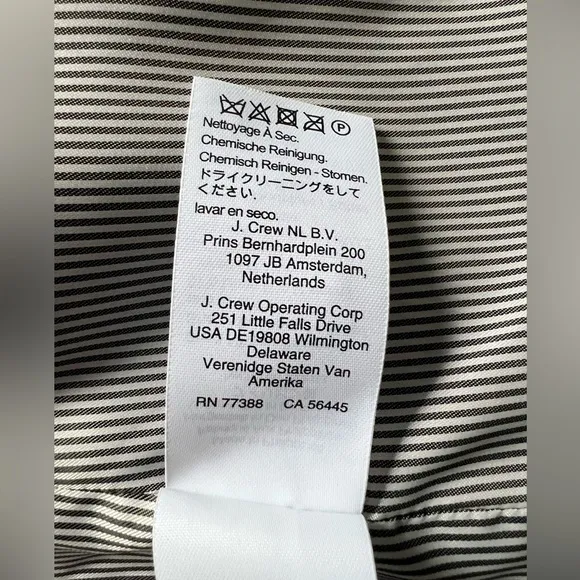 P
Nettoyage À Sec.
Chemische Reinigung.
Chemisch Reinigen - Stomen.
ドライクリーニングをして
ください.
lavar en seco.
J. Crew NL B.V.
Prins Bernhardplein 200
1097 JB Amsterdam,
Netherlands
J. Crew Operating Corp
251 Little Falls Drive
USA DE19808 Wilmington
Delaware
Verenidge Staten Van
Amerika
RN 77388 CA 56445